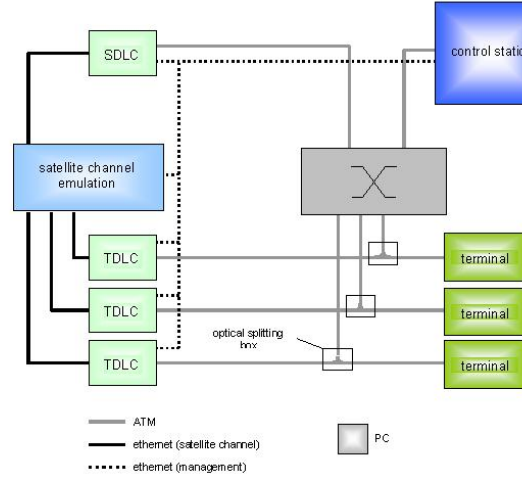 SDLC
control static
satellite channel
emulation
TDLC
terminal
TDLC
terminal
optical splitting
box
TDLC
terminal
ATM
ethernet (satellite channel)
PC
ethernet (management)